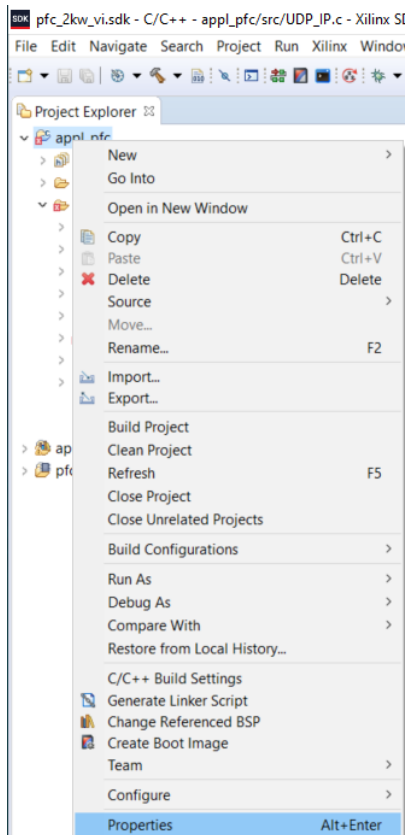 SDK pfc_2kw_vi.sdk - C/C++ - appl_pfc/src/UDP_IP.c - Xilinx SD
File Edit Navigate Search Project Run Xilinx Window
Project Explorer
appl_pfc
New
Go Into
Open in New Window
Copy Ctrl+C
Paste Ctrl+V
Delete Delete
Source
Move...
Rename... F2
Import...
Export...
Build Project
ap Clean Project
pfc Refresh F5
Close Project
Close Unrelated Projects
Build Configurations
Run As
Debug As
Compare With
Restore from Local History...
C/C++ Build Settings
Generate Linker Script
Change Referenced BSP
Create Boot Image
Team
Configure
Properties Alt+Enter